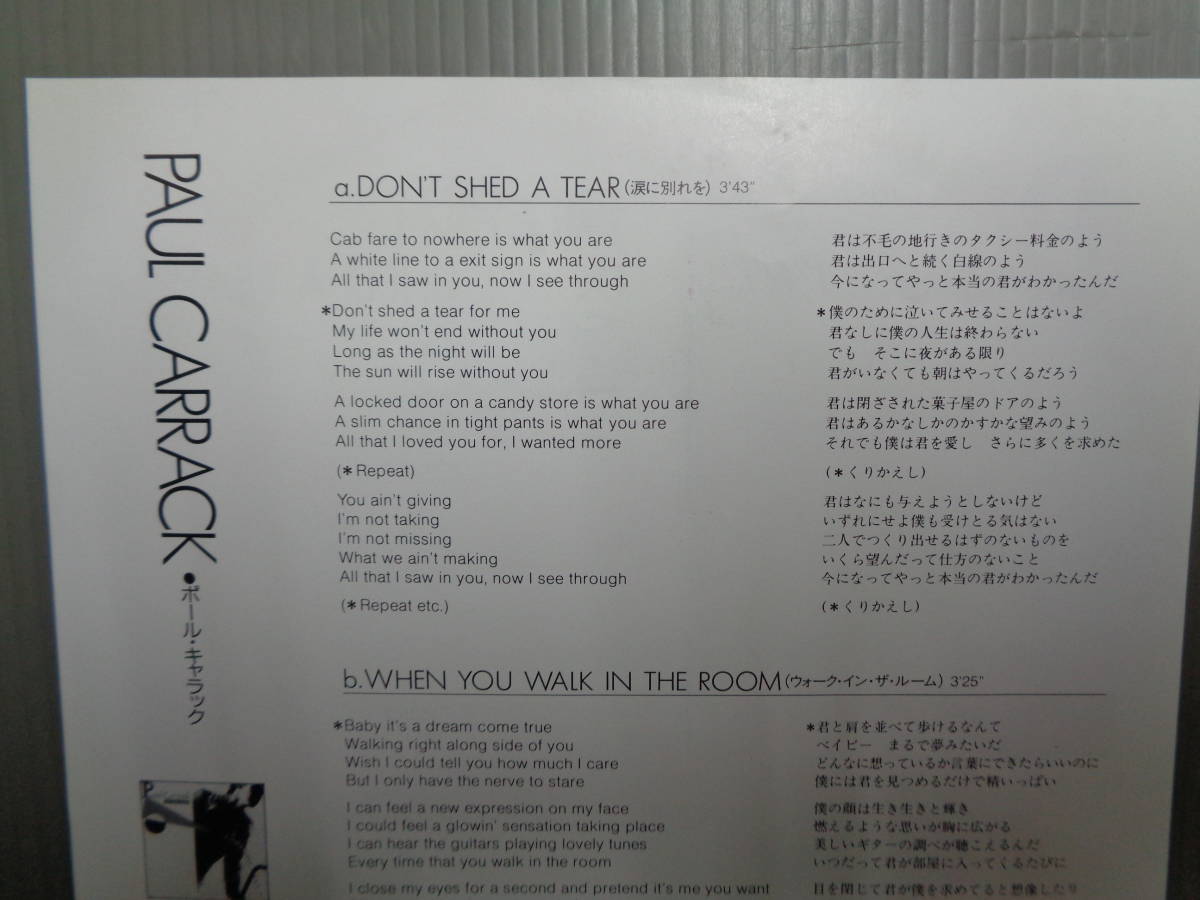 PAUL CARRACK ● ポール・キャラック
a.DON'T SHED A TEAR(涙に別れを) 3'43"
Cab fare to nowhere is what you are
A white line to a exit sign is what you are
All that I saw in you, now I see through
*Don't shed a tear for me
My life won't end without you
Long as the night will be
The sun will rise without you
A locked door on a candy store is what you are
A slim chance in tight pants is what you are
All that I loved you for, I wanted more
(*Repeat)
You ain't giving
I'm not taking
I'm not missing
What we ain't making
All that I saw in you, now I see through
(*Repeat etc.)
君は不毛の地行きのタクシー料金のよう
君は出口へと続く白線のよう
今になってやっと本当の君がわかったんだ
*僕のために泣いてみせることはないよ
君なしに僕の人生は終わらない
でも そこに夜がある限り
君がいなくても朝はやってくるだろう
君は閉ざされた菓子屋のドアのよう
君はあるかなしかのかすかな望みのよう
それでも僕は君を愛し さらに多くを求めた
(*くりかえし)
君はなにも与えようとしないけど
いずれにせよ僕も受けとる気はない
二人でつくり出せるはずのないものを
いくら望んだって仕方のないこと
今になってやっと本当の君がわかったんだ
(*くりかえし)
b.WHEN YOU WALK IN THE ROOM(ウォーク・イン・ザ・ルーム) 3'25"
*Baby it's a dream come true
Walking right along side of you
Wish I could tell you how much I care
But I only have the nerve to stare
I can feel a new expression on my face
I could feel a glowin' sensation taking place
I can hear the guitars playing lovely tunes
Every time that you walk in the room
I close my eyes for a second and pretend it's me you want
*君と肩を並べて歩けるなんて
ベイビー まるで夢みたいだ
どんなに想っているか言葉にできたらいいのに
僕には君を見つめるだけで精いっぱい
僕の顔は生き生きと輝き
燃えるような思いが胸に広がる
美しいギターの調べが聴こえるんだ
いつだって君が部屋に入ってくるたびに
目を閉じて君が僕を求めてると想像したり